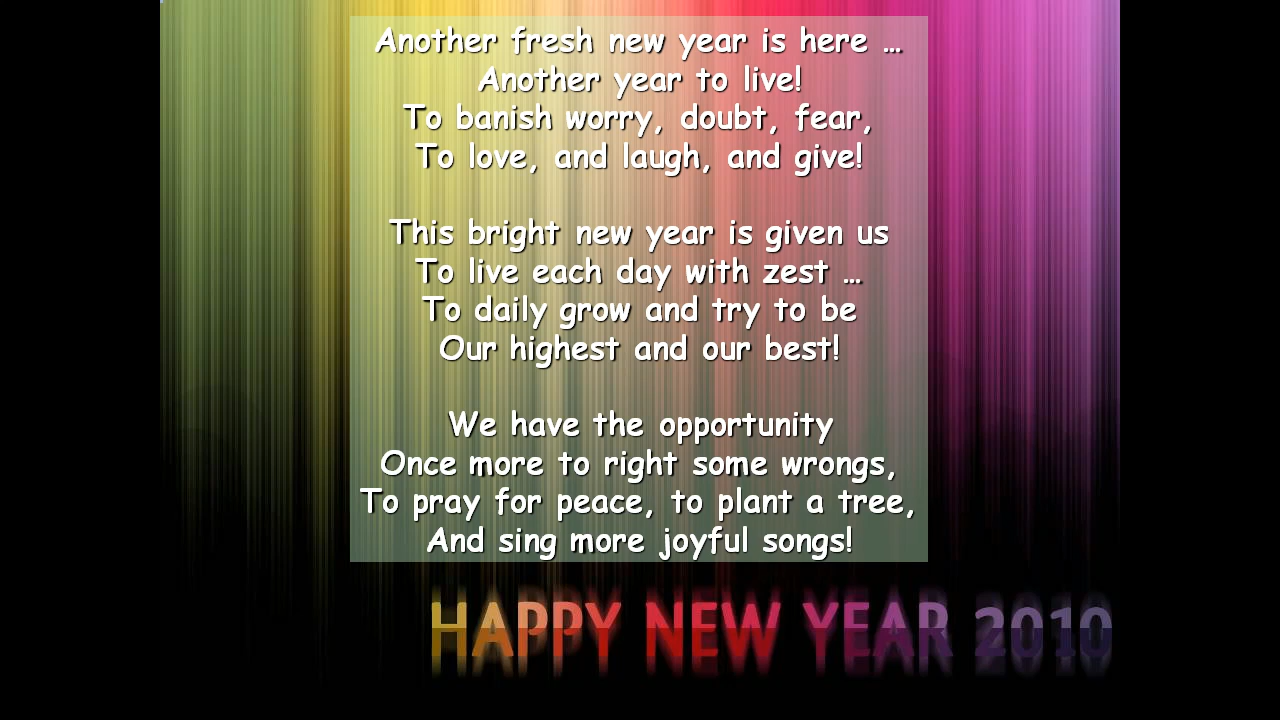 Another fresh new year is here ...
Another year to live!
To banish worry, doubt, fear,
To love, and laugh, and give!
This bright new year is given us
To live each day with zest ...
To daily grow and try to be
Our highest and our best!
We have the opportunity
Once more to right some wrongs,
To pray for peace, to plant a tree,
And sing more joyful songs!
HAPPY NEW YEAR 2010